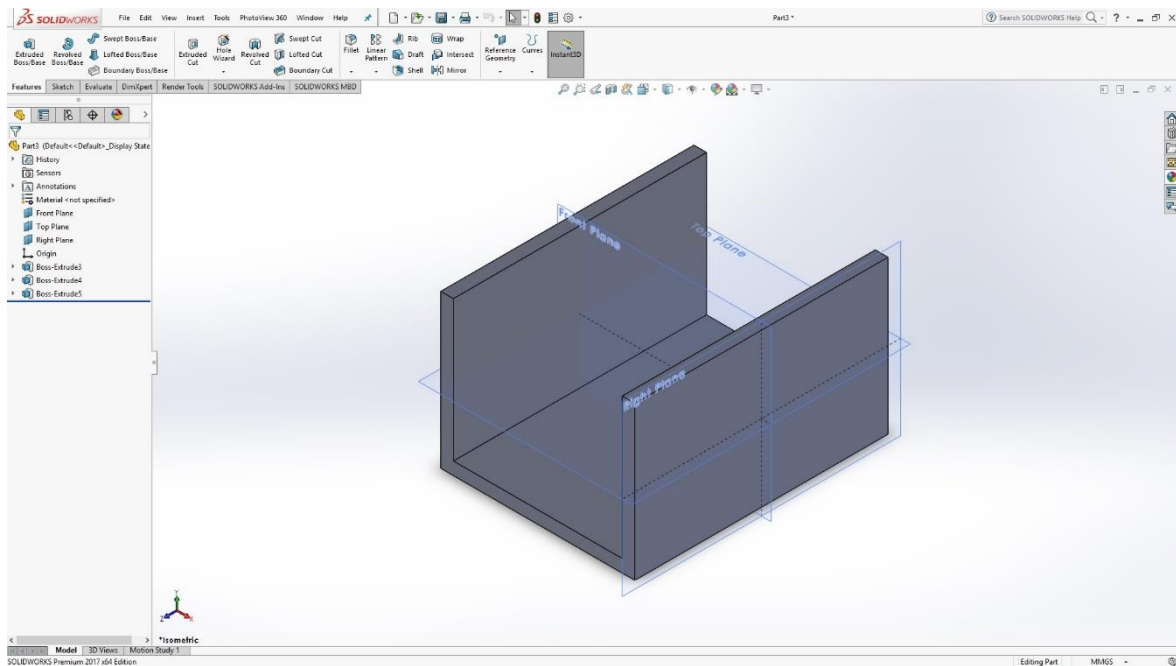 SOLIDWORKS File Edit View Insert Tools PhotoView 360 Window Help Part3 * Search SOLIDWORKS Help
Extruded Boss/Base
Revolved Boss/Base
Swept Boss/Base
Lofted Boss/Base
Boundary Boss/Base
Extruded Cut
Hole Wizard
Revolved Cut
Swept Cut
Lofted Cut
Boundary Cut
Fillet
Linear Pattern
Rib
Draft
Shell
Wrap
Intersect
Mirror
Reference Geometry
Curves
Instant3D
Features Sketch Evaluate DimXpert Render Tools SOLIDWORKS Add-Ins SOLIDWORKS MBD
Part3 (Default<<Default>_Display State
History
Sensors
Annotations
Material <not specified>
Front Plane
Top Plane
Right Plane
Origin
Boss-Extrude3
Boss-Extrude4
Boss-Extrude5
Front Plane
Top Plane
Right Plane
Y
Z
X
*Isometric
Model 3D Views Motion Study 1
SOLIDWORKS Premium 2017 x64 Edition Editing Part MMGS